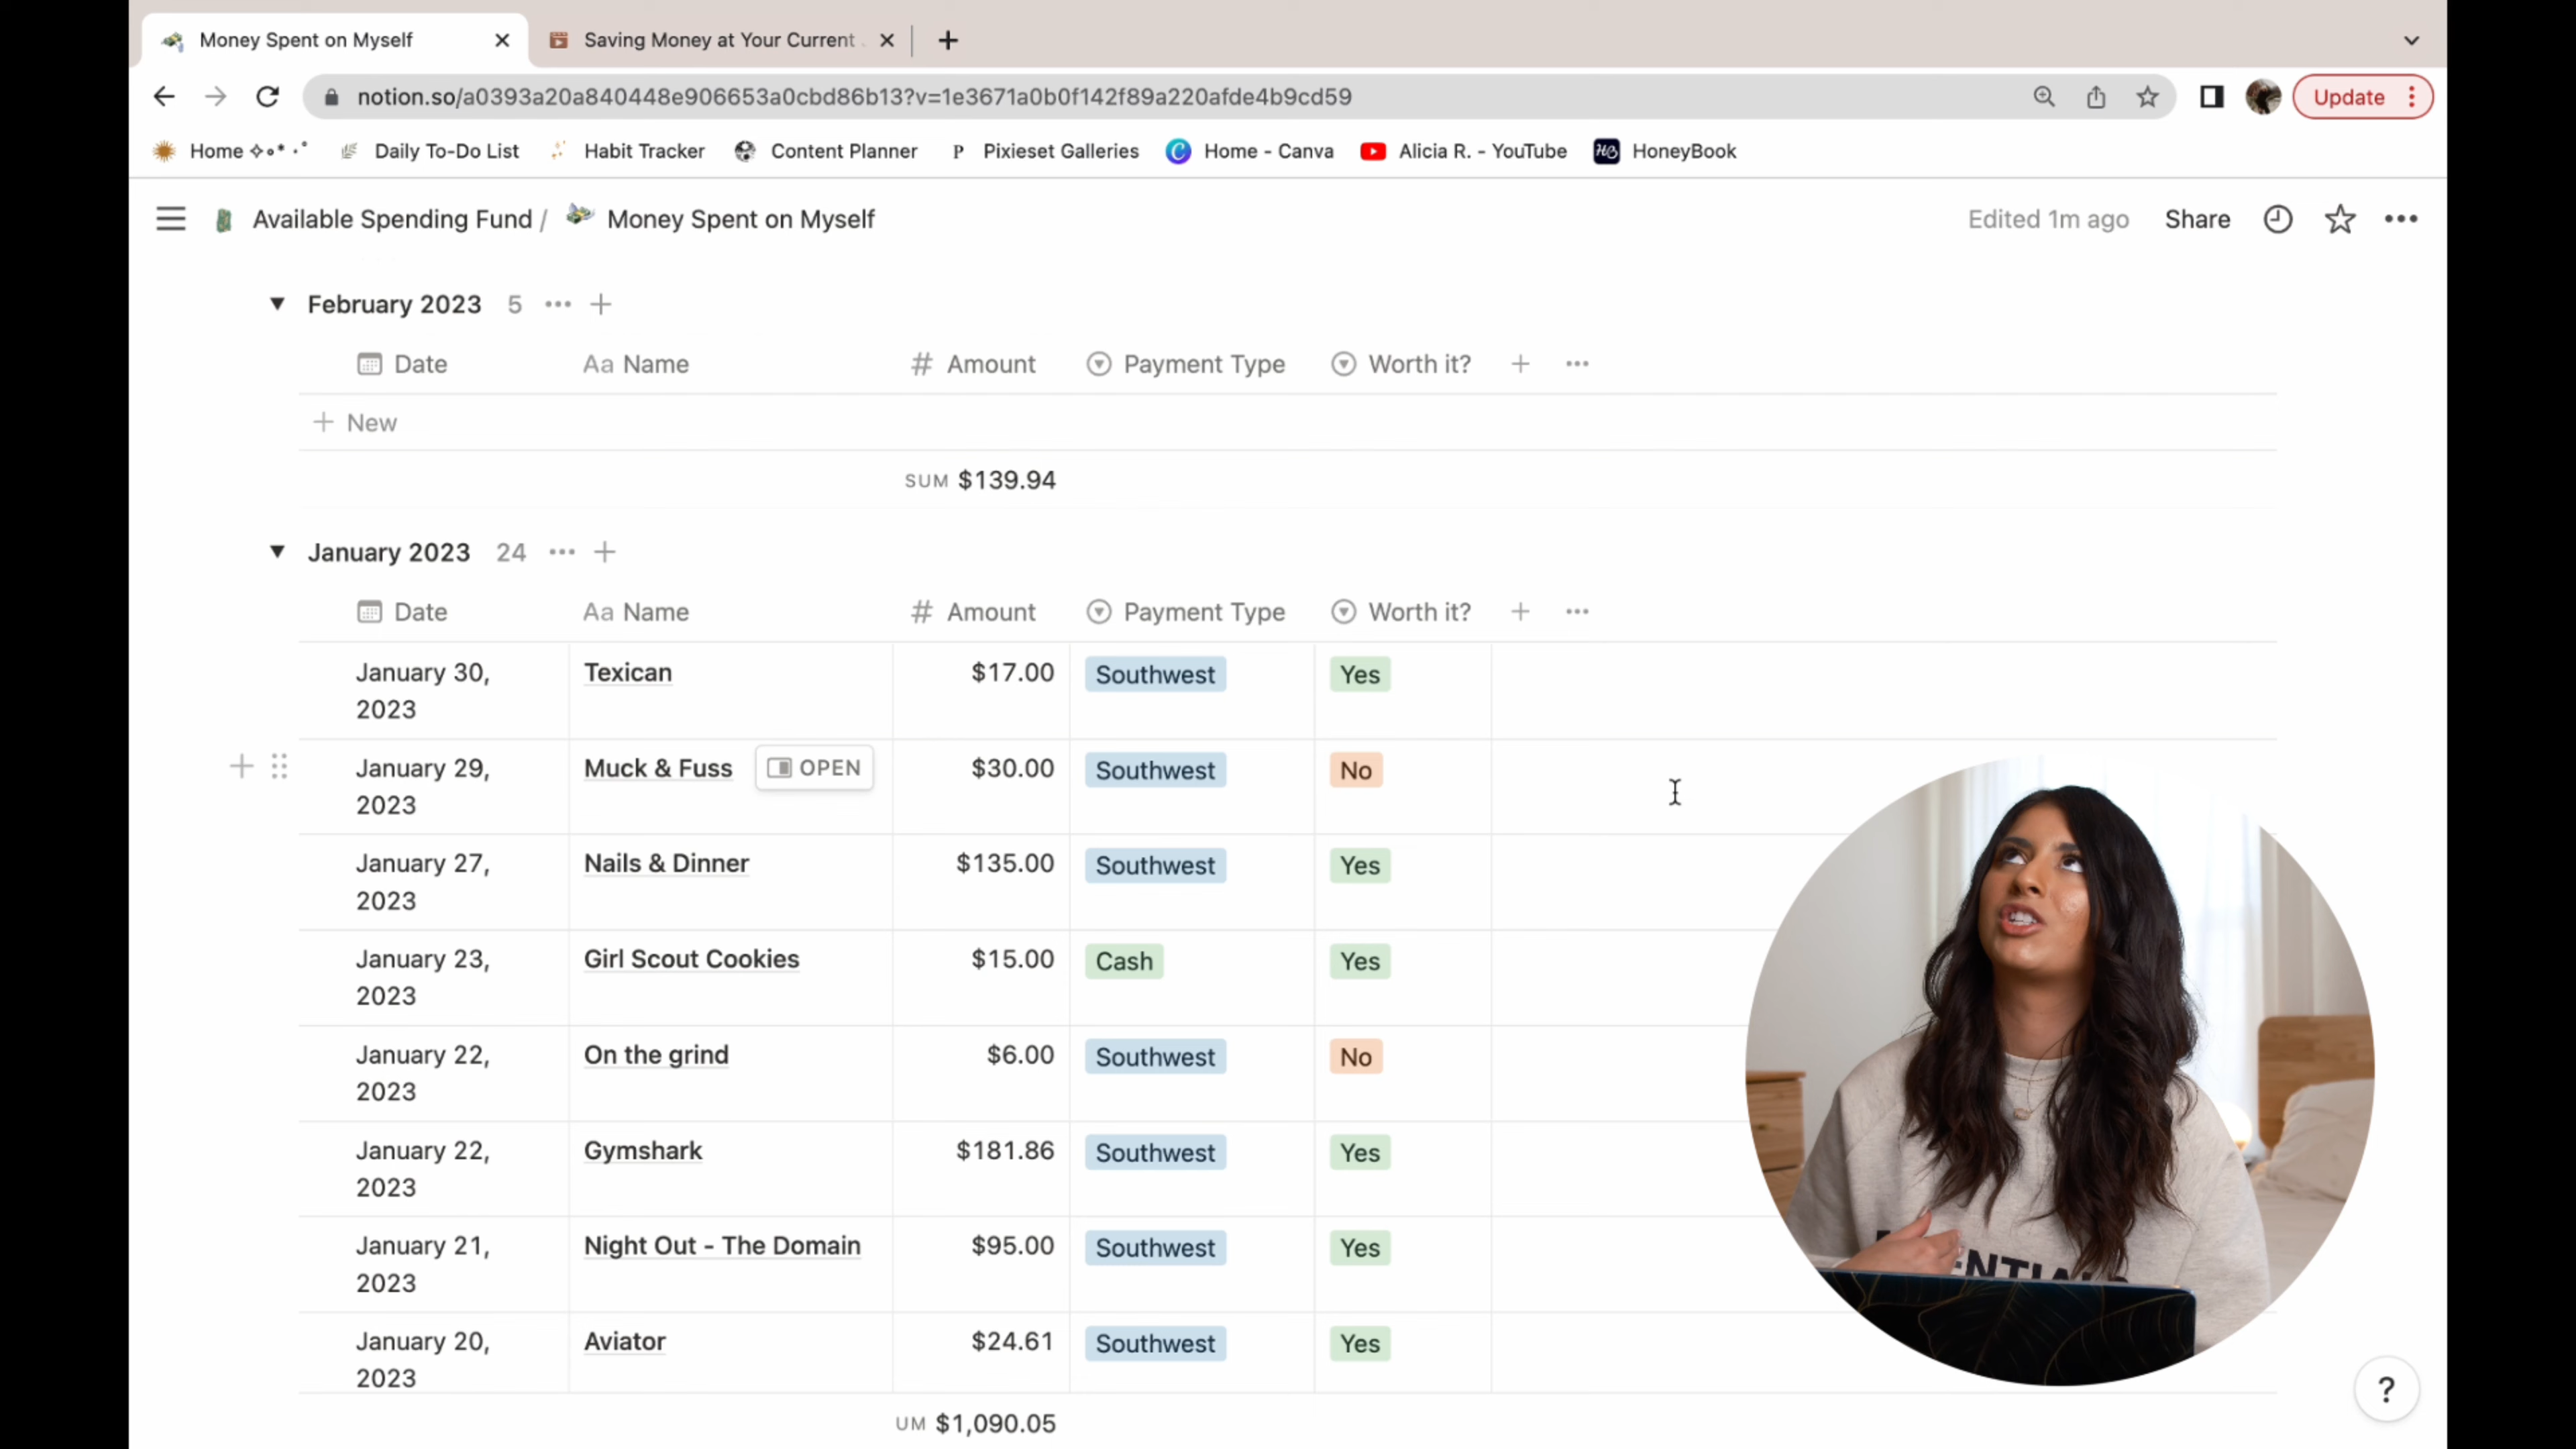 Money Spent on Myself
Saving Money at Your Current
notion.so/a0393a20a840448e906653a0cbd86b13?v=1e3671a0b0f142f89a220afde4b9cd59
Update
Home
Daily To-Do List
Habit Tracker
Content Planner
P Pixieset Galleries
C Home - Canva
Alicia R. - YouTube
HB HoneyBook
Available Spending Fund / Money Spent on Myself
Edited 1m ago Share
February 2023 5
Date Aa Name # Amount Payment Type Worth it?
+ New
SUM $139.94
January 2023 24
Date Aa Name # Amount Payment Type Worth it?
January 30, 2023 Texican $17.00 Southwest Yes
January 29, 2023 Muck & Fuss OPEN $30.00 Southwest No
January 27, 2023 Nails & Dinner $135.00 Southwest Yes
January 23, 2023 Girl Scout Cookies $15.00 Cash Yes
January 22, 2023 On the grind $6.00 Southwest No
January 22, 2023 Gymshark $181.86 Southwest Yes
January 21, 2023 Night Out - The Domain $95.00 Southwest Yes
January 20, 2023 Aviator $24.61 Southwest Yes
UM $1,090.05
?